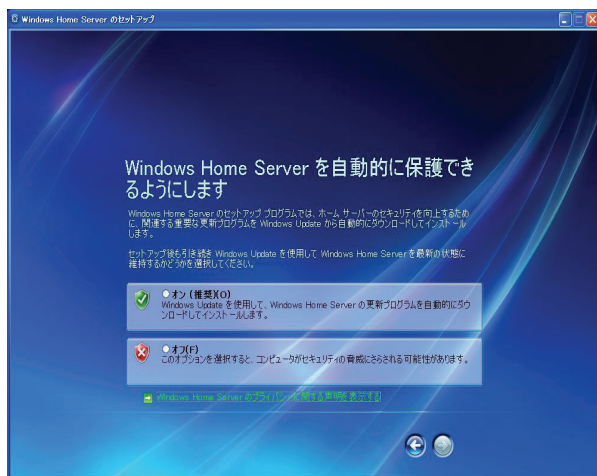 Windows Home Server のセットアップ
Windows Home Server を自動的に保護でき
るようにします
Windows Home Server のセットアップ プログラムでは、ホーム サーバーのセキュリティを向上するため
に、関連する重要な更新プログラムを Windows Update から自動的にダウンロードしてインストール
します。
セットアップ後も引き続き Windows Update を使用して Windows Home Server を最新の状態に
維持するかどうかを選択してください。
オン (推奨)(O)
Windows Update を使用して、Windows Home Server の更新プログラムを自動的にダウ
ンロードしてインストールします。
オフ(F)
このオプションを選択すると、コンピュータがセキュリティの脅威にさらされる可能性があります。
Windows Home Server のプライバシーに関する声明を表示する